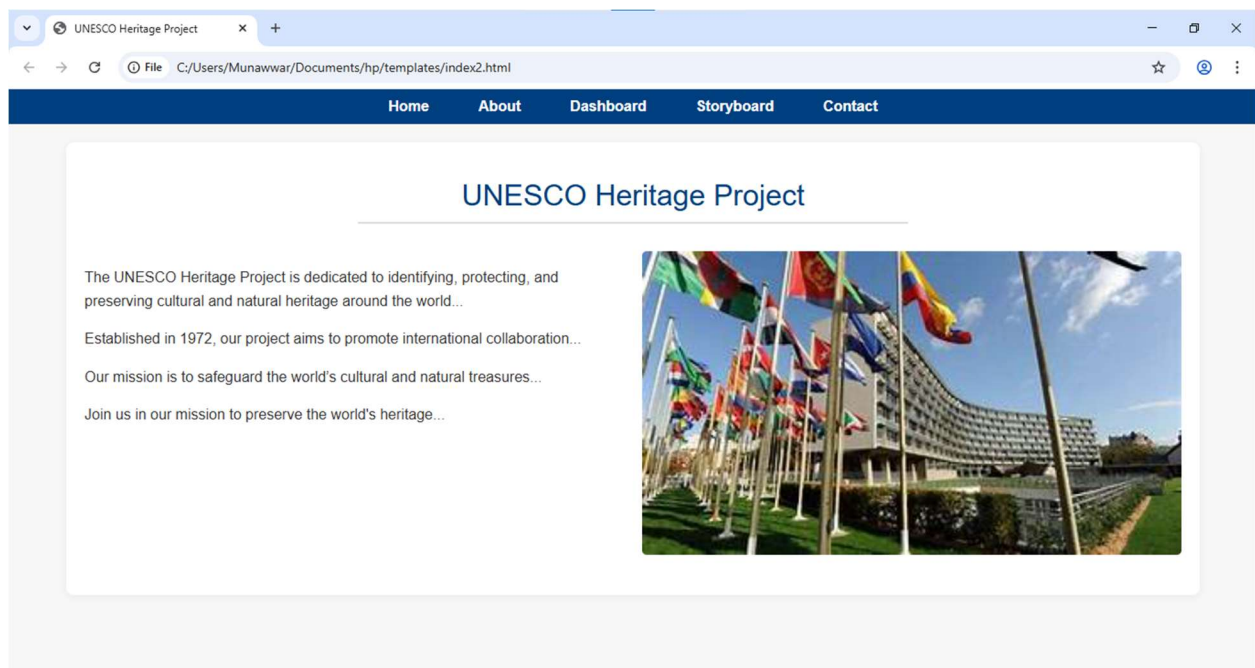 UNESCO Heritage Project
File C:/Users/Munawwar/Documents/hp/templates/index2.html
Home About Dashboard Storyboard Contact
UNESCO Heritage Project
The UNESCO Heritage Project is dedicated to identifying, protecting, and
preserving cultural and natural heritage around the world...
Established in 1972, our project aims to promote international collaboration...
Our mission is to safeguard the world’s cultural and natural treasures...
Join us in our mission to preserve the world's heritage...